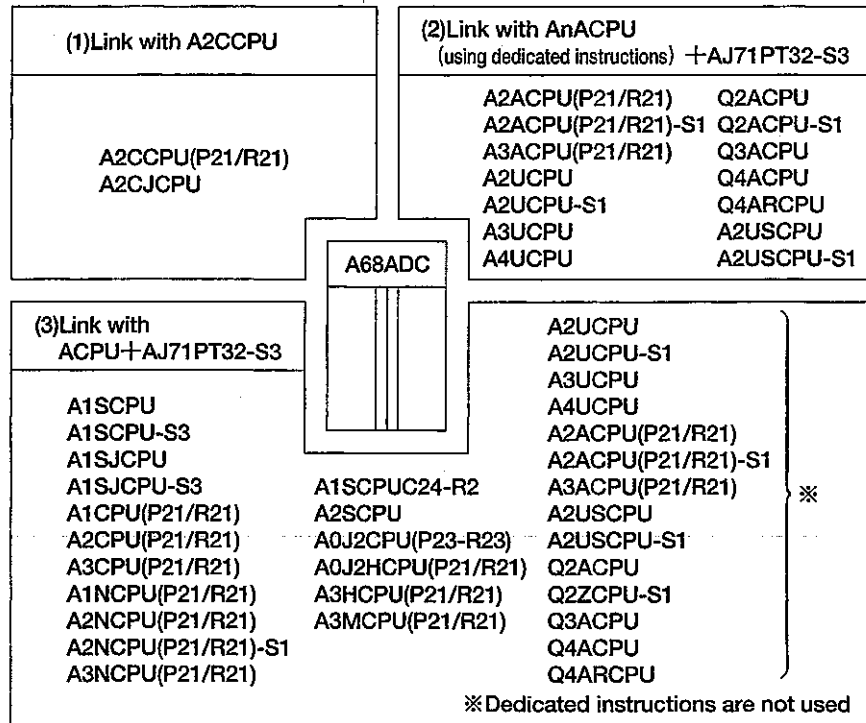 (1)Link with A2CCPU
A2CCPU(P21/R21)
A2CJCPU
(2)Link with AnACPU
(using dedicated instructions) +AJ71PT32-S3
A2ACPU(P21/R21)
A2ACPU(P21/R21)-S1
A3ACPU(P21/R21)
A2UCPU
A2UCPU-S1
A3UCPU
A4UCPU
Q2ACPU
Q2ACPU-S1
Q3ACPU
Q4ACPU
Q4ARCPU
A2USCPU
A2USCPU-S1
A68ADC
(3)Link with
ACPU+AJ71PT32-S3
A1SCPU
A1SCPU-S3
A1SJCPU
A1SJCPU-S3
A1CPU(P21/R21)
A2CPU(P21/R21)
A3CPU(P21/R21)
A1NCPU(P21/R21)
A2NCPU(P21/R21)
A2NCPU(P21/R21)-S1
A3NCPU(P21/R21)
A1SCPUC24-R2
A2SCPU
A0J2CPU(P23-R23)
A0J2HCPU(P21/R21)
A3HCPU(P21/R21)
A3MCPU(P21/R21)
A2UCPU
A2UCPU-S1
A3UCPU
A4UCPU
A2ACPU(P21/R21)
A2ACPU(P21/R21)-S1
A3ACPU(P21/R21)
A2USCPU
A2USCPU-S1
Q2ACPU
Q2ZCPU-S1
Q3ACPU
Q4ACPU
Q4ARCPU
※
※Dedicated instructions are not used